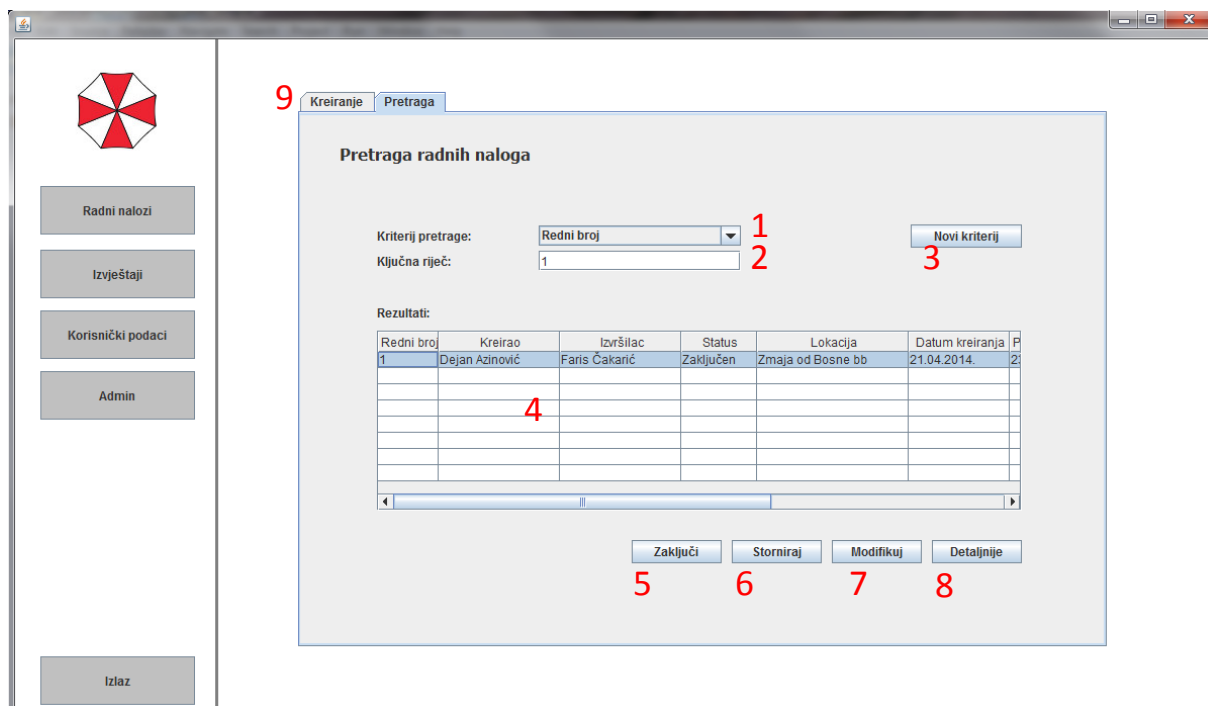 9 Kreiranje Pretraga
Pretraga radnih naloga
Radni nalozi
Kriterij pretrage: Redni broj 1 Novi kriterij
Ključna riječ: 1 2 3
Izvještaji
Rezultati:
Korisnički podaci
Redni broj Kreirao Izvršilac Status Lokacija Datum kreiranja P
1 Dejan Azinović Faris Čakarić Zaključen Zmaja od Bosne bb 21.04.2014.
Admin
4
Zaključi Storniraj Modifikuj Detaljnije
5 6 7 8
Izlaz